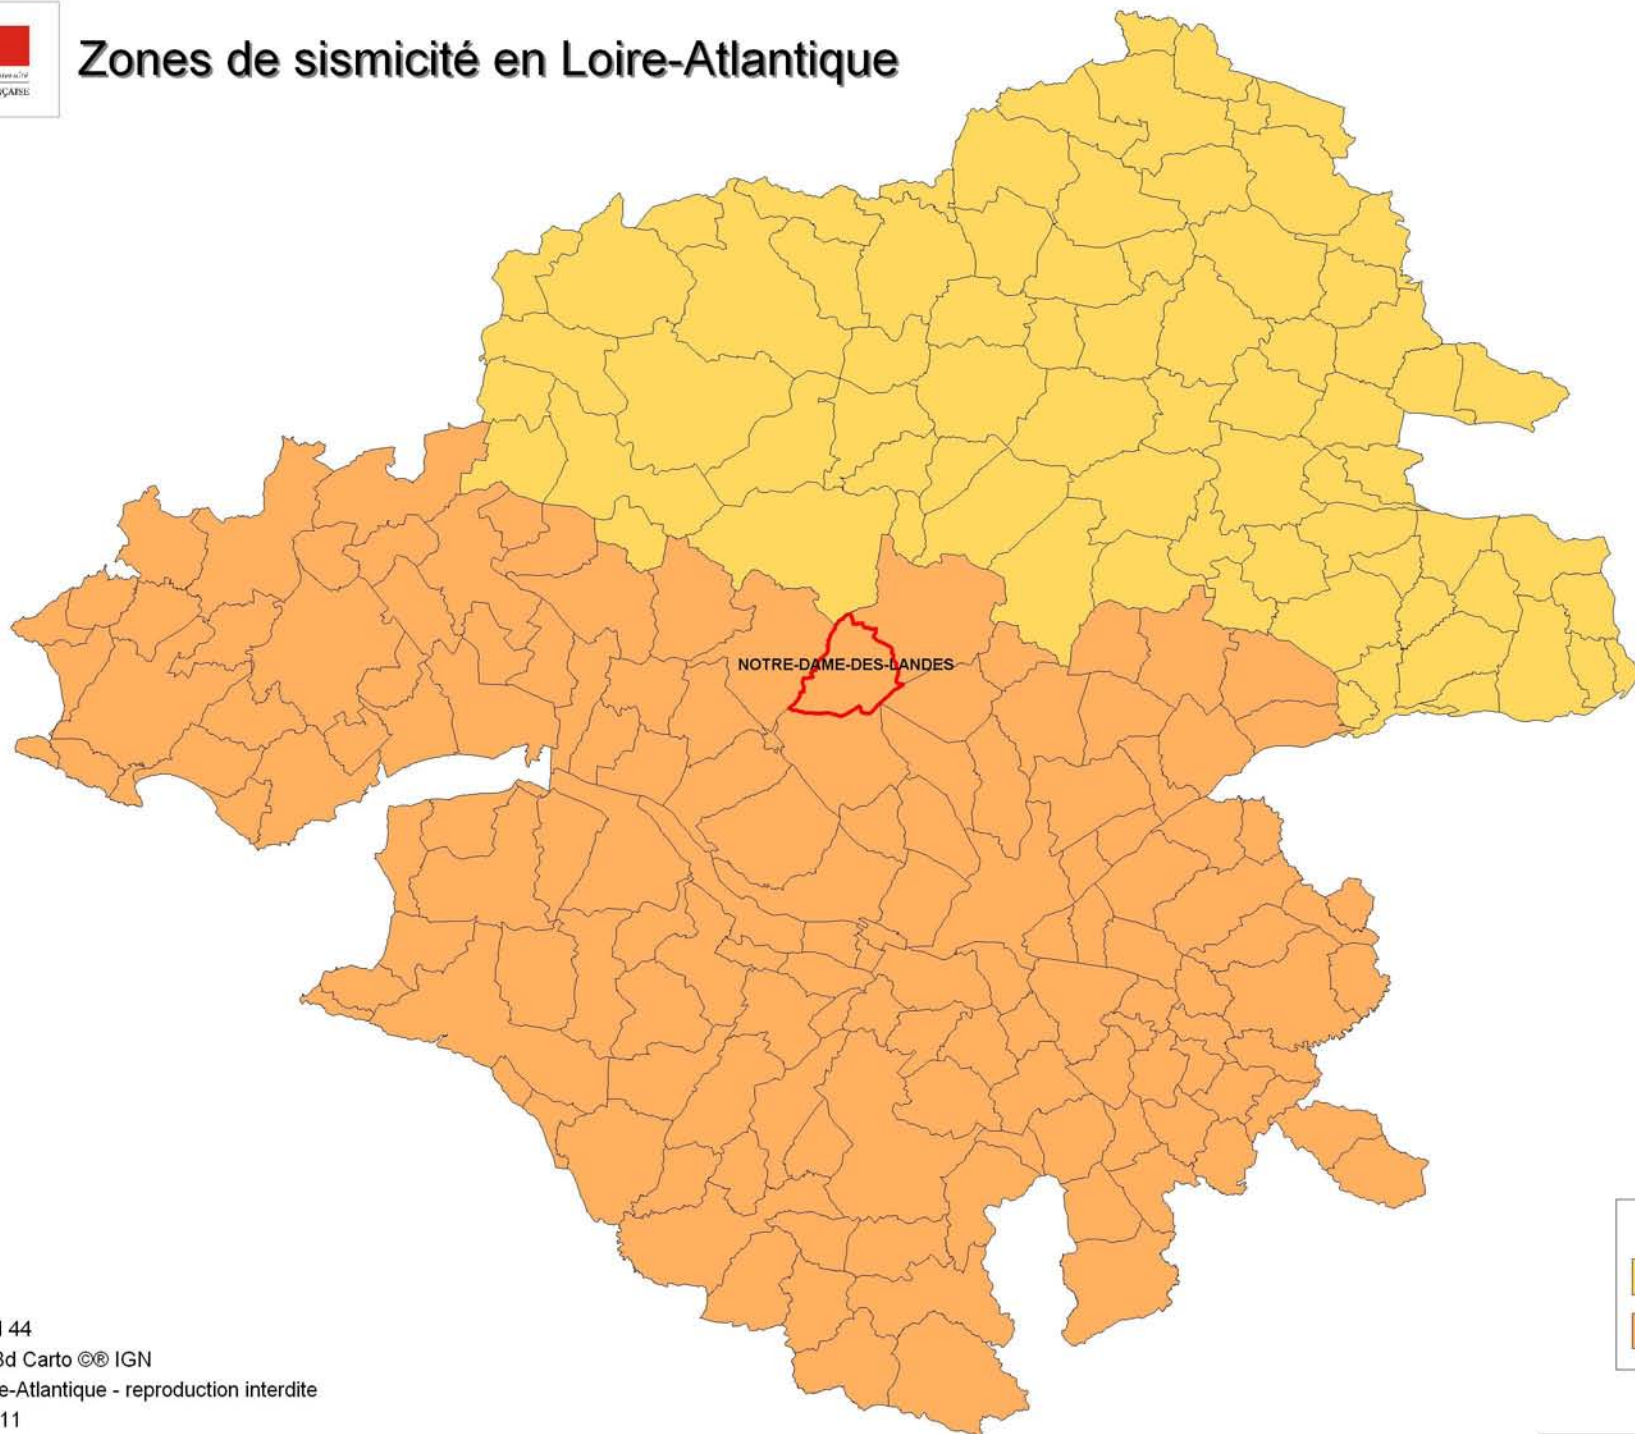 Zones de sismicité en Loire-Atlantique
NOTRE-DAME-DES-LANDES
44
3d Carto ©® IGN
e-Atlantique - reproduction interdite
11